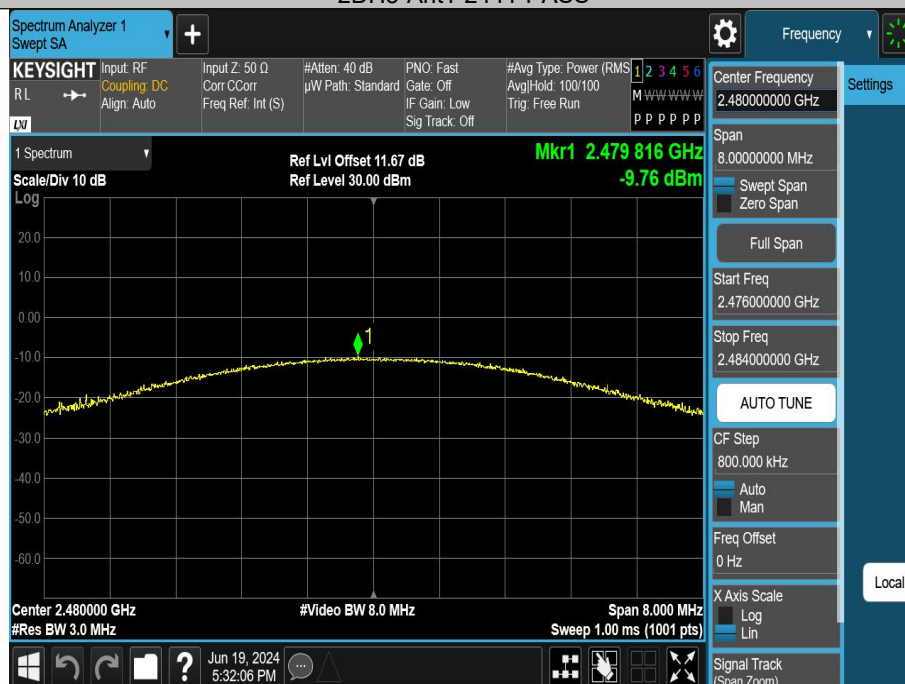 Spectrum Analyzer 1
Swept SA
+
Frequency
KEYSIGHT
RL
LXI
Input: RF
Coupling: DC
Align: Auto
Input Z: 50 Ω
Corr CCorr
Freq Ref: Int (S)
#Atten: 40 dB
µW Path: Standard
PNO: Fast
Gate: Off
IF Gain: Low
Sig Track: Off
#Avg Type: Power (RMS
Avg|Hold: 100/100
Trig: Free Run
1 2 3 4 5 6
M W W W W W
P P P P P P
1 Spectrum
Scale/Div 10 dB
Log
Ref Lvl Offset 11.67 dB
Ref Level 30.00 dBm
Mkr1 2.479 816 GHz
-9.76 dBm
20.0
10.0
0.00
1
-10.0
-20.0
-30.0
-40.0
-50.0
-60.0
Center 2.480000 GHz
#Res BW 3.0 MHz
#Video BW 8.0 MHz
Span 8.000 MHz
Sweep 1.00 ms (1001 pts)
Center Frequency
2.480000000 GHz
Settings
Span
8.00000000 MHz
Swept Span
Zero Span
Full Span
Start Freq
2.476000000 GHz
Stop Freq
2.484000000 GHz
AUTO TUNE
CF Step
800.000 kHz
Auto
Man
Freq Offset
0 Hz
Local
X Axis Scale
Log
Lin
Signal Track
(Span Zoom)
?
Jun 19, 2024
5:32:06 PM